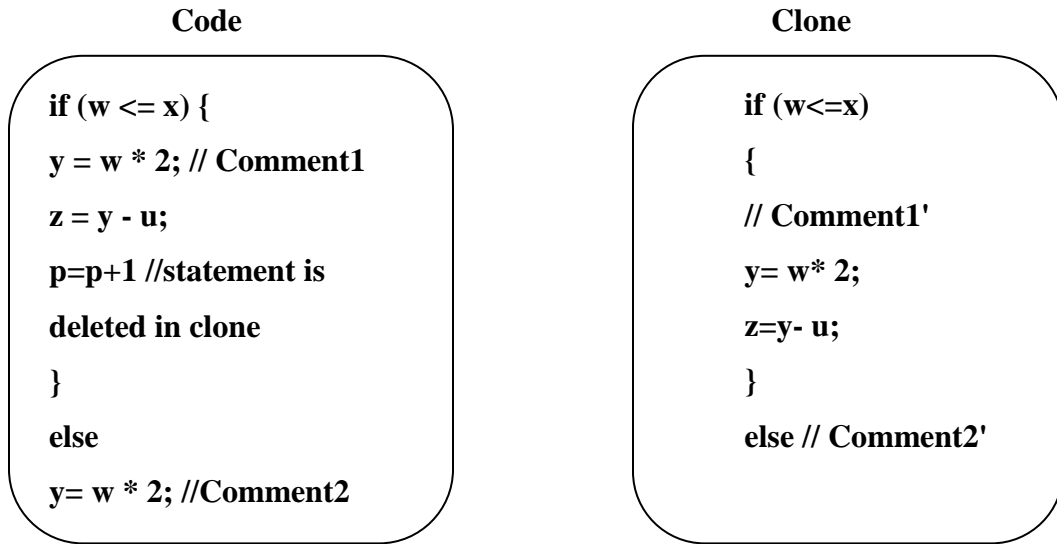 Code
if (w <= x) {
y = w * 2; // Comment1
z = y - u;
p=p+1 //statement is
deleted in clone
}
else
y= w * 2; //Comment2
Clone
if (w<=x)
{
// Comment1'
y= w* 2;
z=y- u;
}
else // Comment2'